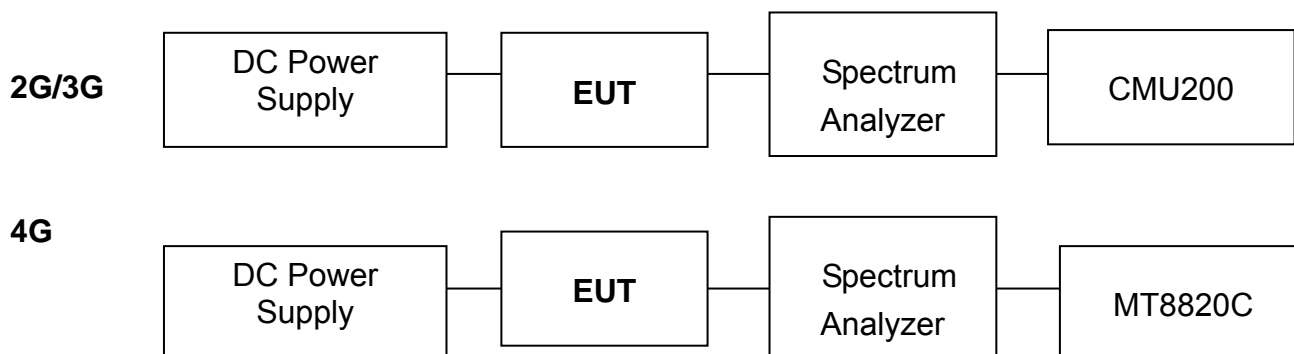 2G/3G
DC Power
Supply
EUT
Spectrum
Analyzer
CMU200
4G
DC Power
Supply
EUT
Spectrum
Analyzer
MT8820C